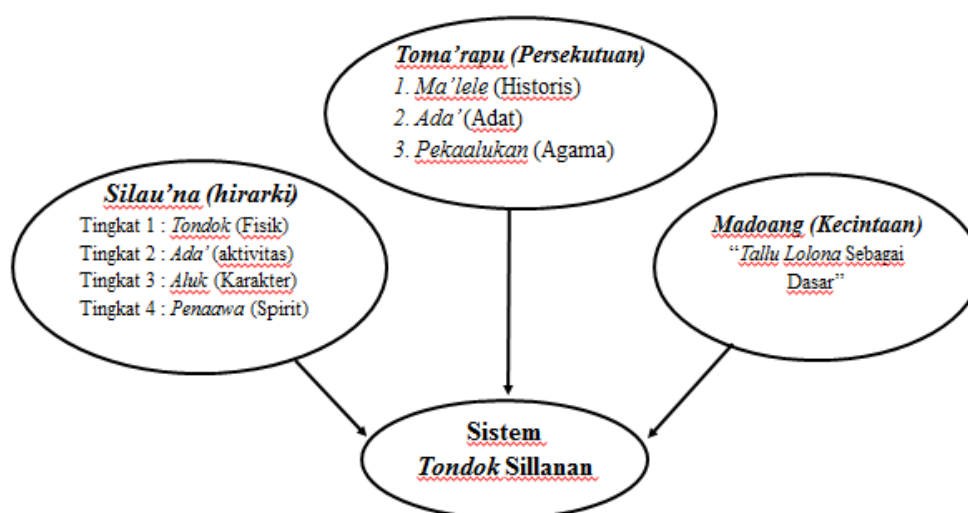 Toma’rapu (Persekutuan)
1. Ma’lele (Historis)
2. Ada’ (Adat)
3. Pekaalukan (Agama)
Silau’na (hirarki)
Tingkat 1 : Tondok (Fisik)
Tingkat 2 : Ada’ (aktivitas)
Tingkat 3 : Aluk (Karakter)
Tingkat 4 : Penaawa (Spirit)
Madoang (Kecintaan)
“Tallu Lolona Sebagai
Dasar”
Sistem
Tondok Sillanan